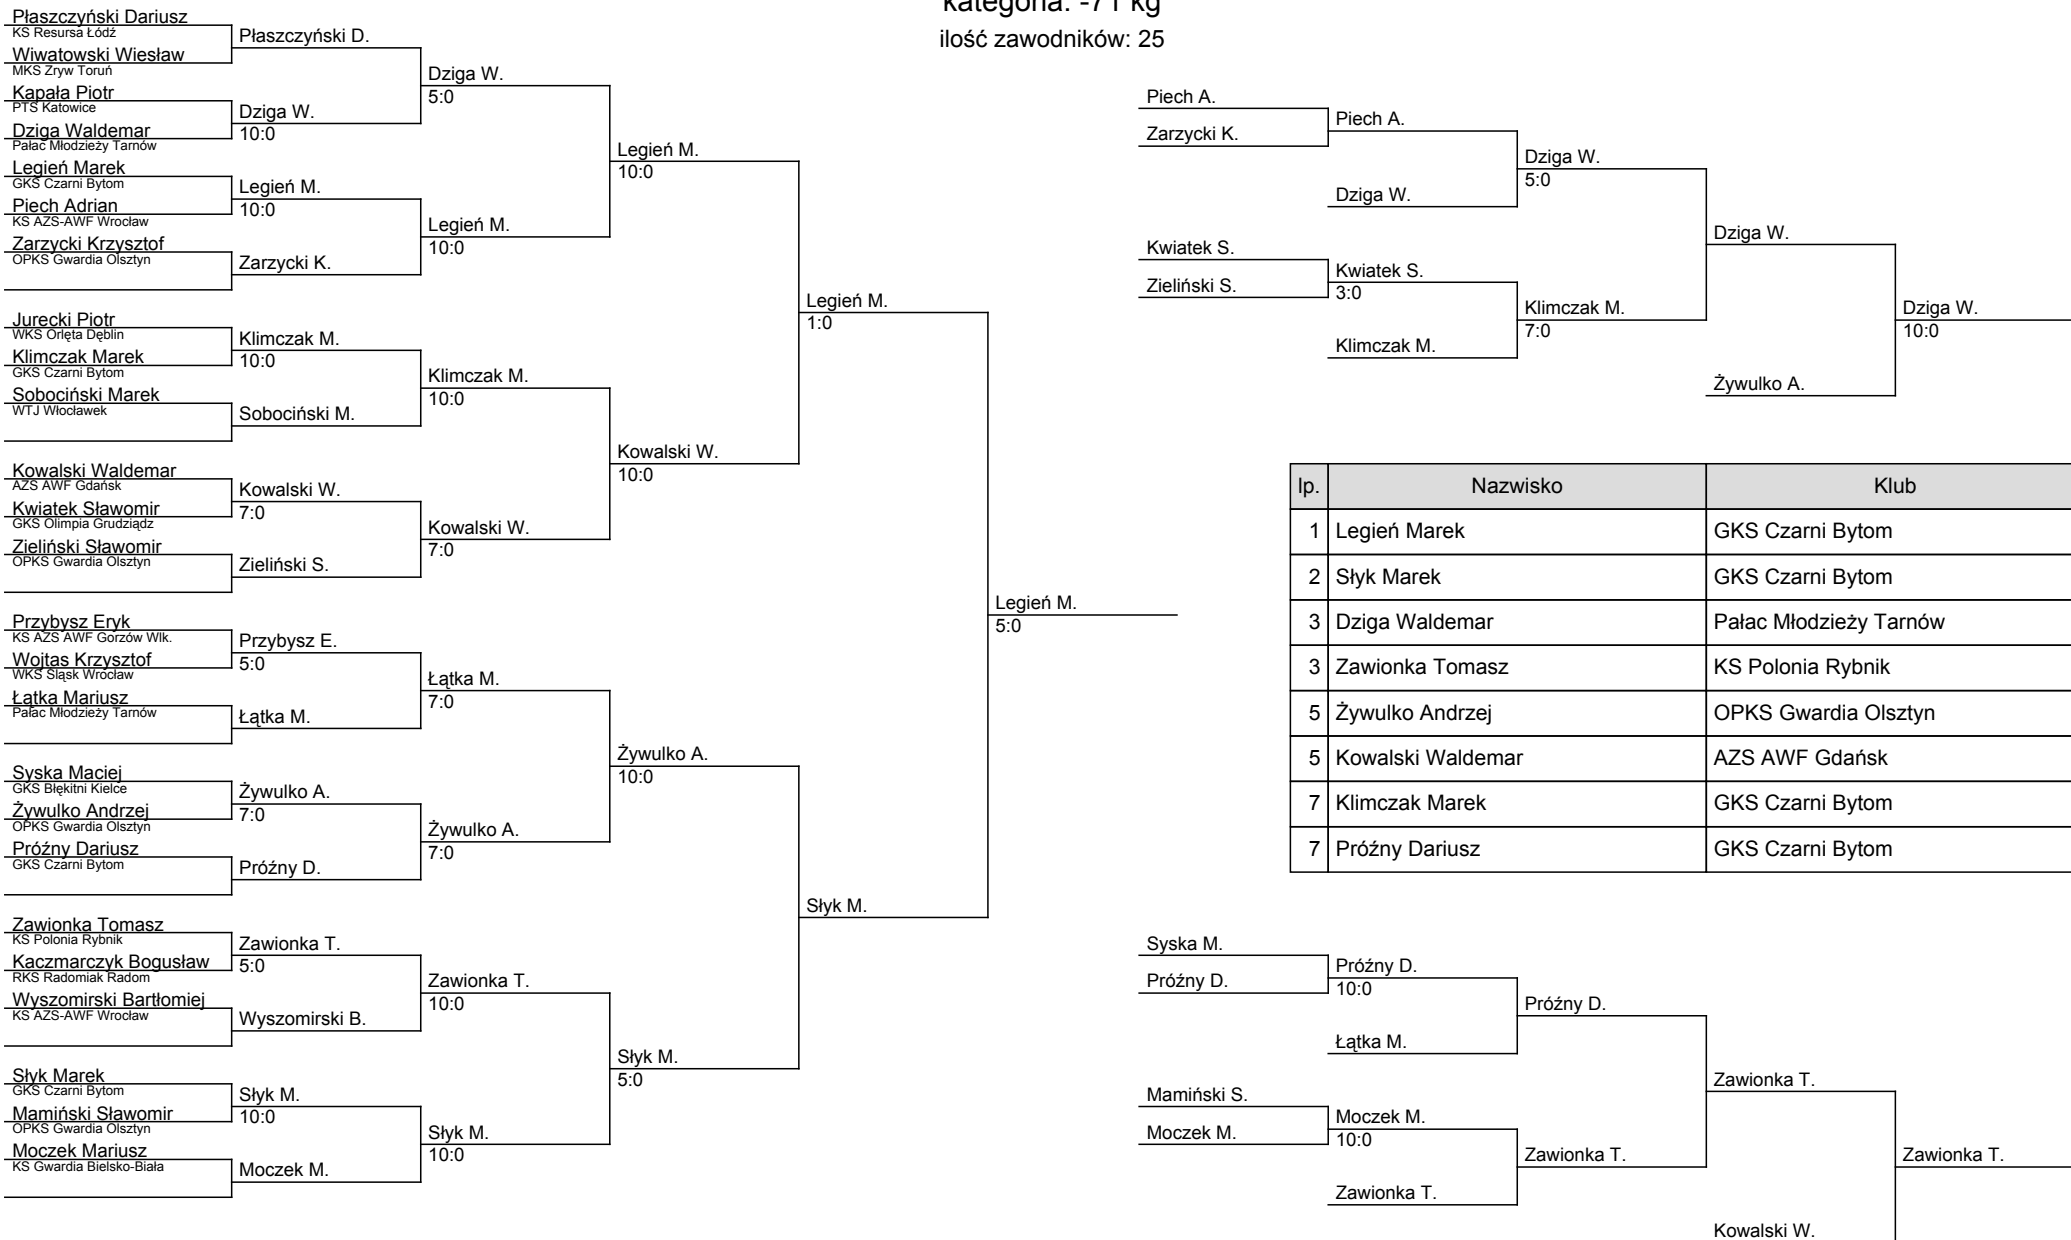 kategoria: -71 kg
ilość zawodników: 25
Płaszczyński Dariusz
KS Resursa Łódź
Wiwatowski Wiesław
MKS Zryw Toruń
Kapała Piotr
PTS Katowice
Dziga Waldemar
Pałac Młodzieży Tarnów
Legień Marek
GKS Czarni Bytom
Piech Adrian
KS AZS-AWF Wrocław
Zarzycki Krzysztof
OPKS Gwardia Olsztyn
Jurecki Piotr
WKS Orlęta Dęblin
Klimczak Marek
GKS Czarni Bytom
Sobociński Marek
WTJ Włocławek
Kowalski Waldemar
AZS AWF Gdańsk
Kwiatek Sławomir
GKS Olimpia Grudziądz
Zieliński Sławomir
OPKS Gwardia Olsztyn
Przybysz Eryk
KS AZS AWF Gorzów Wlk.
Wojtas Krzysztof
WKS Śląsk Wrocław
Łątka Mariusz
Pałac Młodzieży Tarnów
Syska Maciej
GKS Błękitni Kielce
Żywulko Andrzej
OPKS Gwardia Olsztyn
Próżny Dariusz
GKS Czarni Bytom
Zawionka Tomasz
KS Polonia Rybnik
Kaczmarczyk Bogusław
RKS Radomiak Radom
Wyszomirski Bartłomiej
KS AZS-AWF Wrocław
Słyk Marek
GKS Czarni Bytom
Mamiński Sławomir
OPKS Gwardia Olsztyn
Moczek Mariusz
KS Gwardia Bielsko-Biała
Płaszczyński D.
Dziga W.
10:0
Legień M.
10:0
Zarzycki K.
Klimczak M.
10:0
Sobociński M.
Kowalski W.
7:0
Zieliński S.
Przybysz E.
5:0
Łątka M.
Żywulko A.
7:0
Próżny D.
Zawionka T.
5:0
Wyszomirski B.
Słyk M.
10:0
Moczek M.
Dziga W.
5:0
Legień M.
10:0
Klimczak M.
10:0
Kowalski W.
7:0
Łątka M.
7:0
Żywulko A.
7:0
Zawionka T.
10:0
Słyk M.
10:0
Legień M.
10:0
Kowalski W.
10:0
Żywulko A.
10:0
Słyk M.
5:0
Legień M.
1:0
Słyk M.
Legień M.
5:0
Piech A.
Zarzycki K.
Kwiatek S.
Zieliński S.
Piech A.
Dziga W.
Kwiatek S.
3:0
Klimczak M.
Dziga W.
5:0
Klimczak M.
7:0
Dziga W.
Żywulko A.
Dziga W.
10:0
lp. Nazwisko Klub
1 Legień Marek GKS Czarni Bytom
2 Słyk Marek GKS Czarni Bytom
3 Dziga Waldemar Pałac Młodzieży Tarnów
3 Zawionka Tomasz KS Polonia Rybnik
5 Żywulko Andrzej OPKS Gwardia Olsztyn
5 Kowalski Waldemar AZS AWF Gdańsk
7 Klimczak Marek GKS Czarni Bytom
7 Próżny Dariusz GKS Czarni Bytom
Syska M.
Próżny D.
Mamiński S.
Moczek M.
Próżny D.
10:0
Łątka M.
Moczek M.
10:0
Zawionka T.
Próżny D.
Zawionka T.
Zawionka T.
Kowalski W.
Zawionka T.